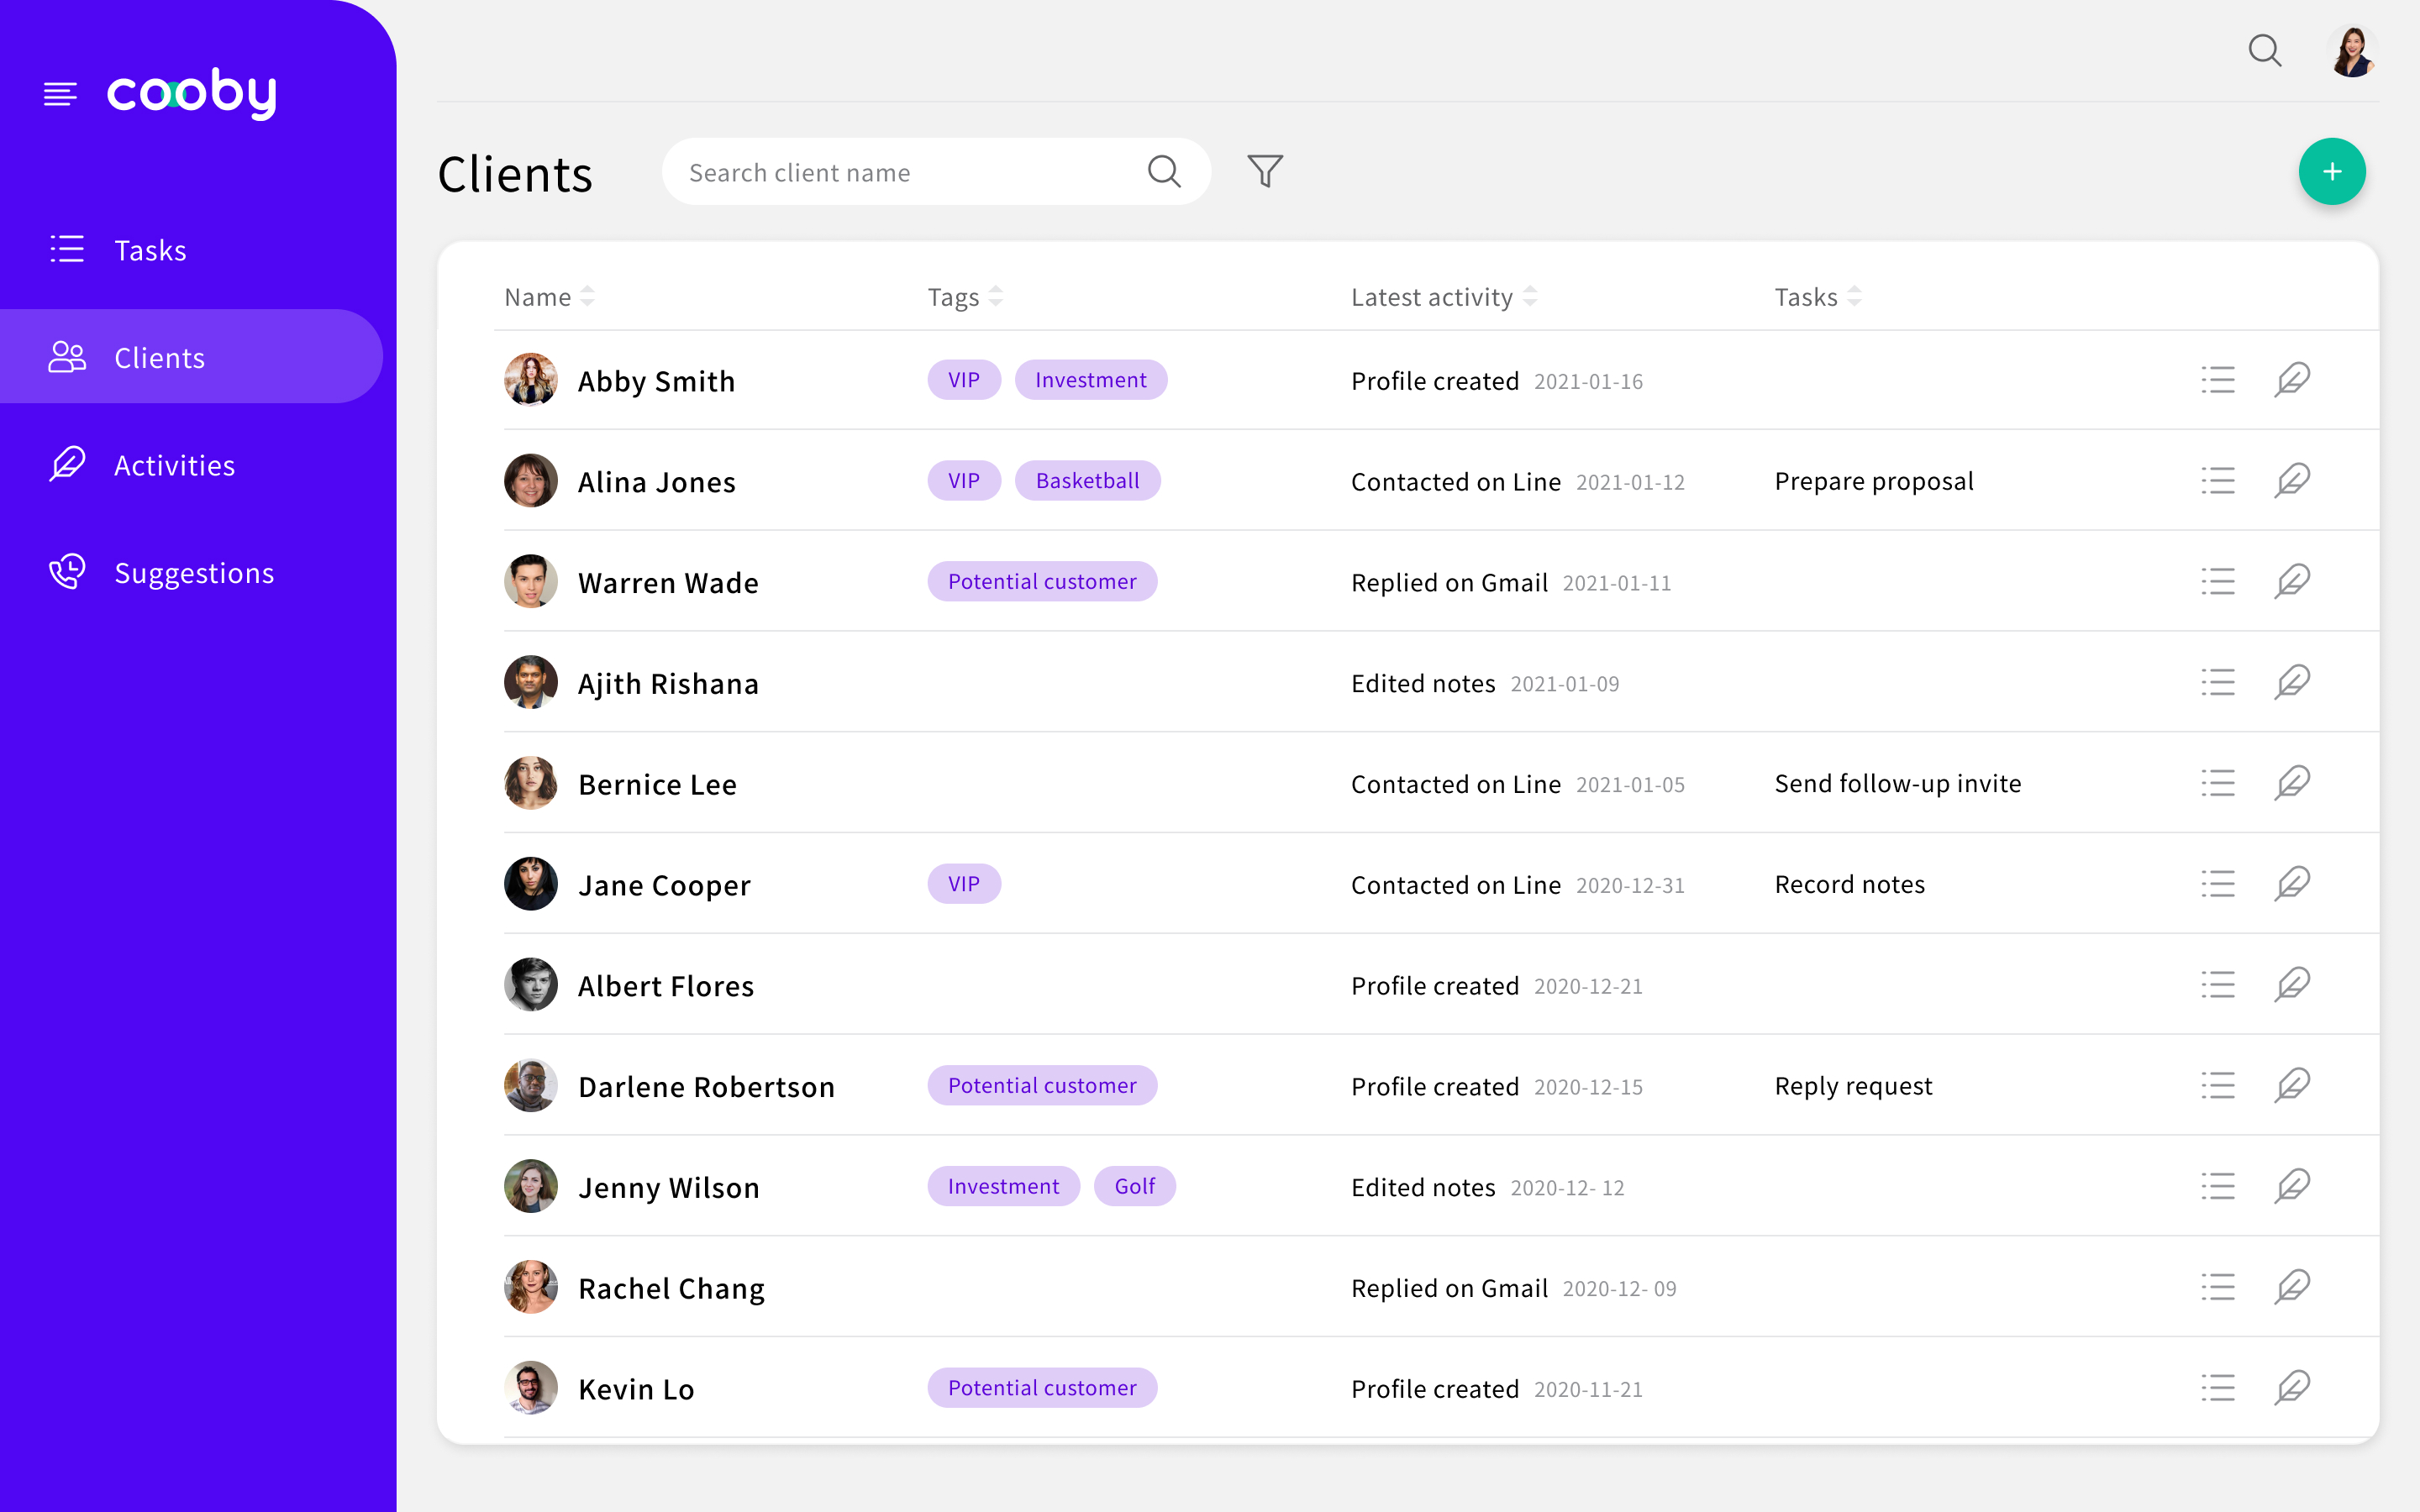 cooby
Tasks
Clients
Activities
Suggestions
Clients
Search client name
Name Tags Latest activity Tasks
Abby Smith VIP Investment Profile created 2021-01-16
Alina Jones VIP Basketball Contacted on Line 2021-01-12 Prepare proposal
Warren Wade Potential customer Replied on Gmail 2021-01-11
Ajith Rishana Edited notes 2021-01-09
Bernice Lee Contacted on Line 2021-01-05 Send follow-up invite
Jane Cooper VIP Contacted on Line 2020-12-31 Record notes
Albert Flores Profile created 2020-12-21
Darlene Robertson Potential customer Profile created 2020-12-15 Reply request
Jenny Wilson Investment Golf Edited notes 2020-12- 12
Rachel Chang Replied on Gmail 2020-12- 09
Kevin Lo Potential customer Profile created 2020-11-21